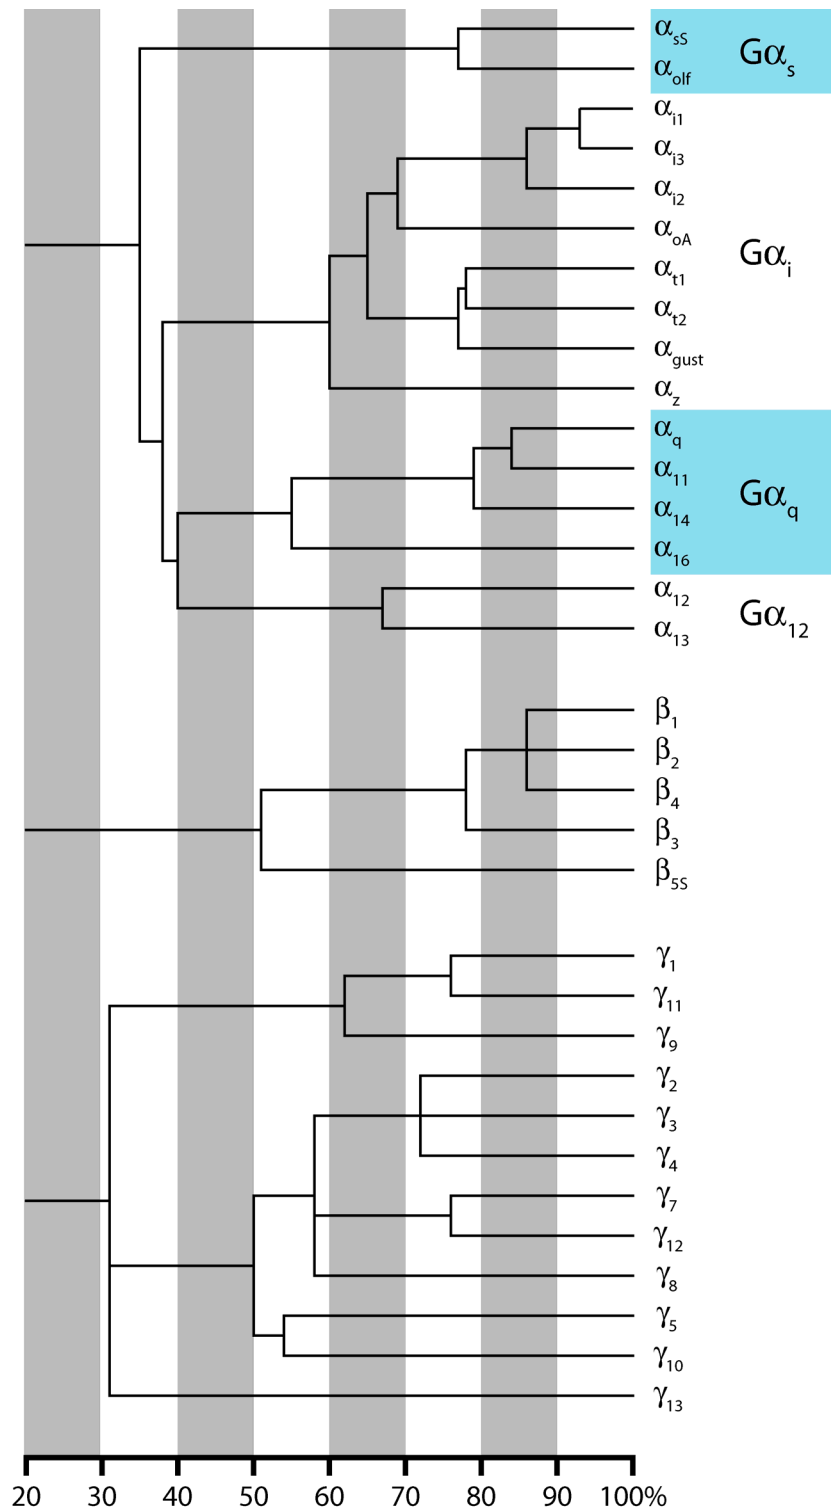 αsS
Gαs
αolf
αi1
αi3
αi2
αoA
Gαi
αt1
αt2
αgust
αz
αq
α11
Gαq
α14
α16
α12
Gα12
α13
β1
β2
β4
β3
β5S
γ1
γ11
γ9
γ2
γ3
γ4
γ7
γ12
γ8
γ5
γ10
γ13
20 30 40 50 60 70 80 90 100%